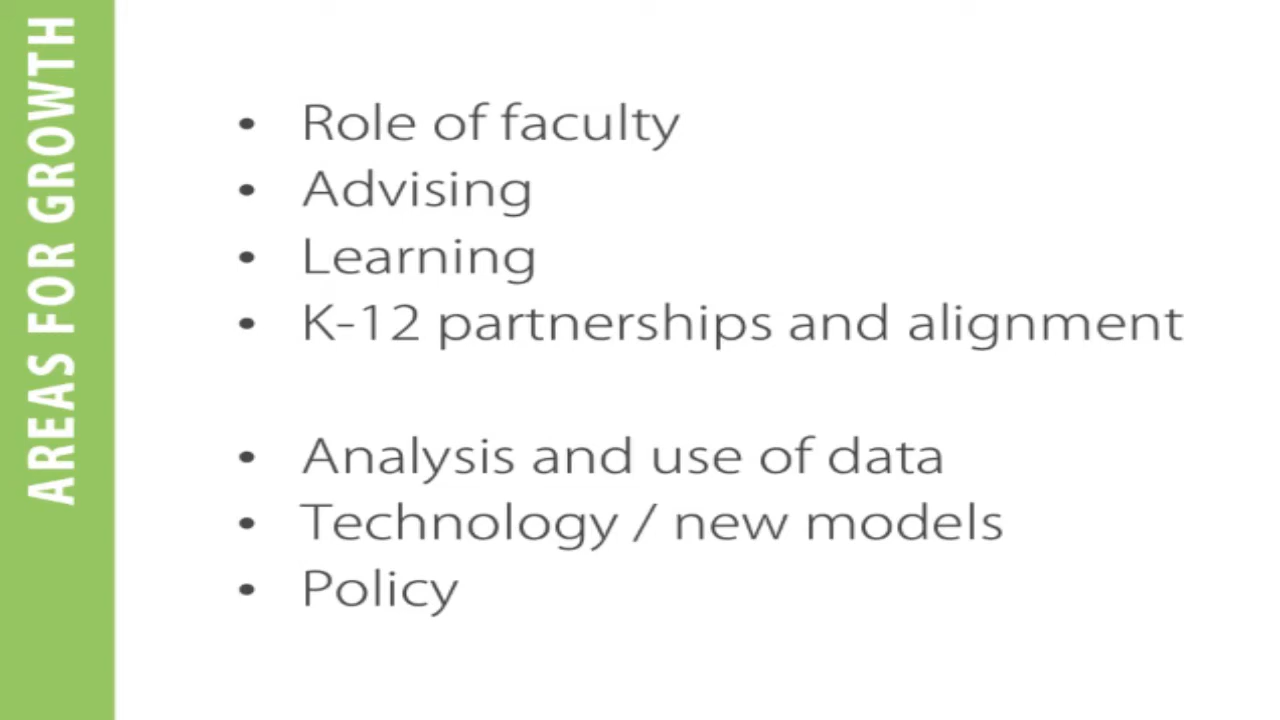 AREAS FOR GROWTH
• Role of faculty
• Advising
• Learning
• K-12 partnerships and alignment
• Analysis and use of data
• Technology / new models
• Policy